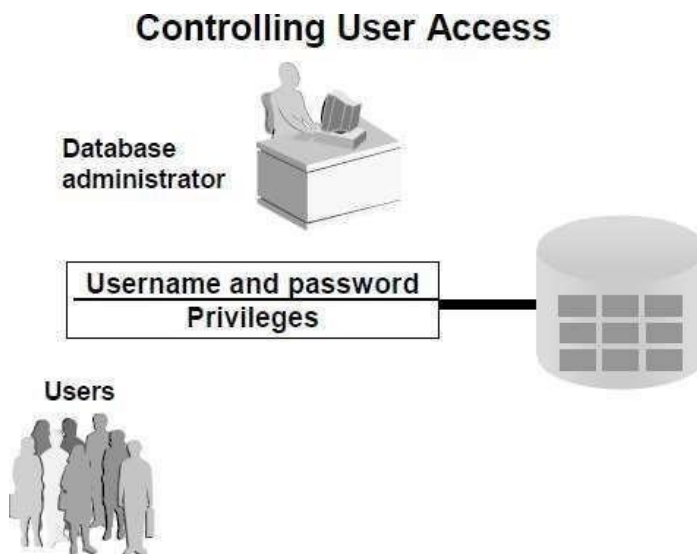 Controlling User Access
Database
administrator
Username and password
Privileges
Users